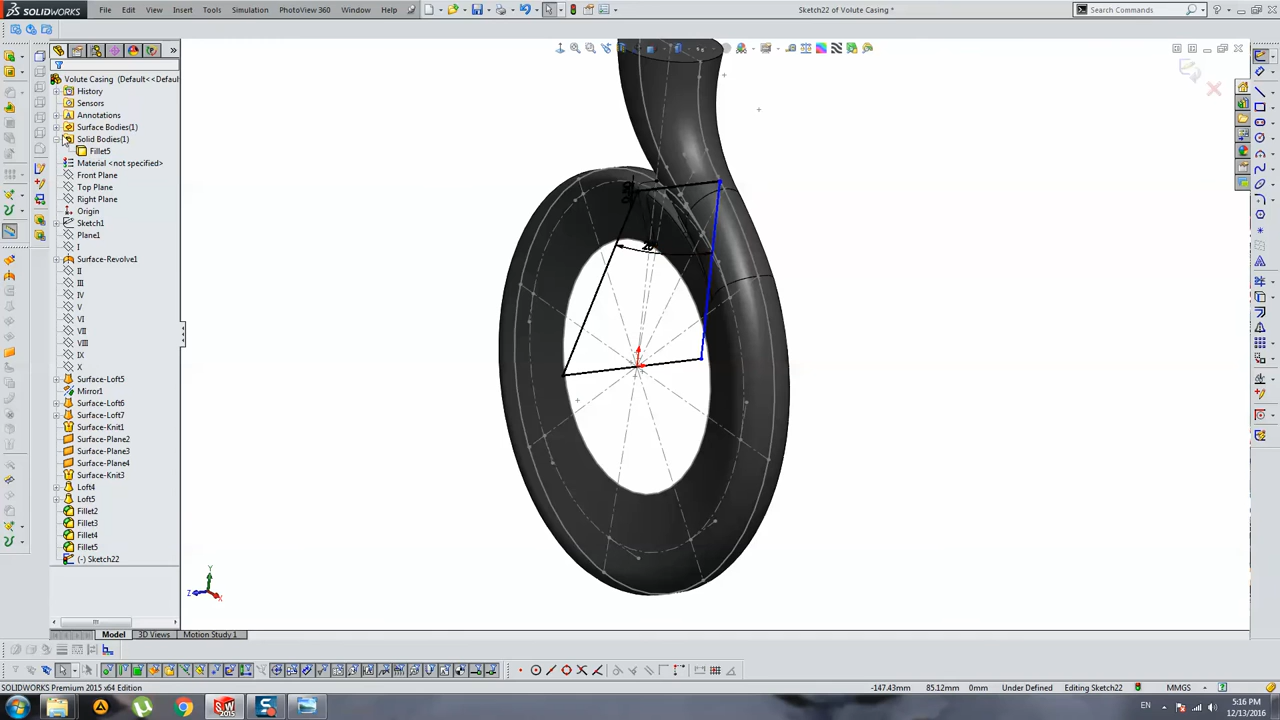 SOLIDWORKS File Edit View Insert Tools Simulation PhotoView 360 Window Help Sketch22 of Volute Casing * Search Commands
Volute Casing (Default<<Defaul
History
Sensors
Annotations
Surface Bodies(1)
Solid Bodies(1)
Fillet5
Material <not specified>
Front Plane
Top Plane
Right Plane
Origin
Sketch1
Plane1
I
Surface-Revolve1
II
III
IV
V
VI
VII
VIII
IX
X
Surface-Loft5
Mirror1
Surface-Loft6
Surface-Loft7
Surface-Knit1
Surface-Plane2
Surface-Plane3
Surface-Plane4
Surface-Knit3
Loft4
Loft5
Fillet2
Fillet3
Fillet4
Fillet5
(-) Sketch22
Y
Z
X
Model 3D Views Motion Study 1
SOLIDWORKS Premium 2015 x64 Edition -147.43mm 85.12mm 0mm Under Defined Editing Sketch22 MMGS
EN 5:16 PM
12/13/2016